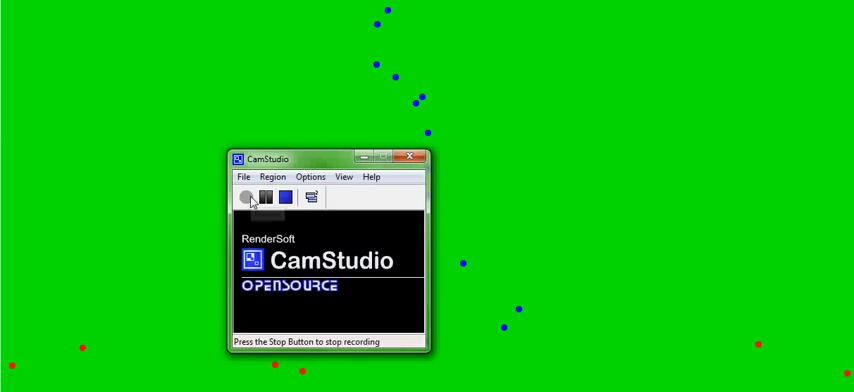 CamStudio
File Region Options View Help
RenderSoft
CamStudio
OPENSOURCE
Press the Stop Button to stop recording